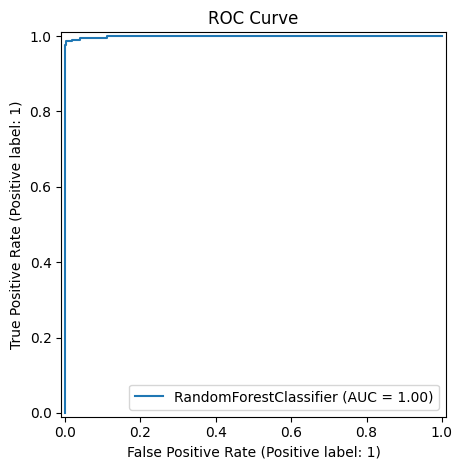 ROC Curve
1.0
0.8
0.6
0.4
0.2
0.0
True Positive Rate (Positive label: 1)
RandomForestClassifier (AUC = 1.00)
0.0 0.2 0.4 0.6 0.8 1.0
False Positive Rate (Positive label: 1)